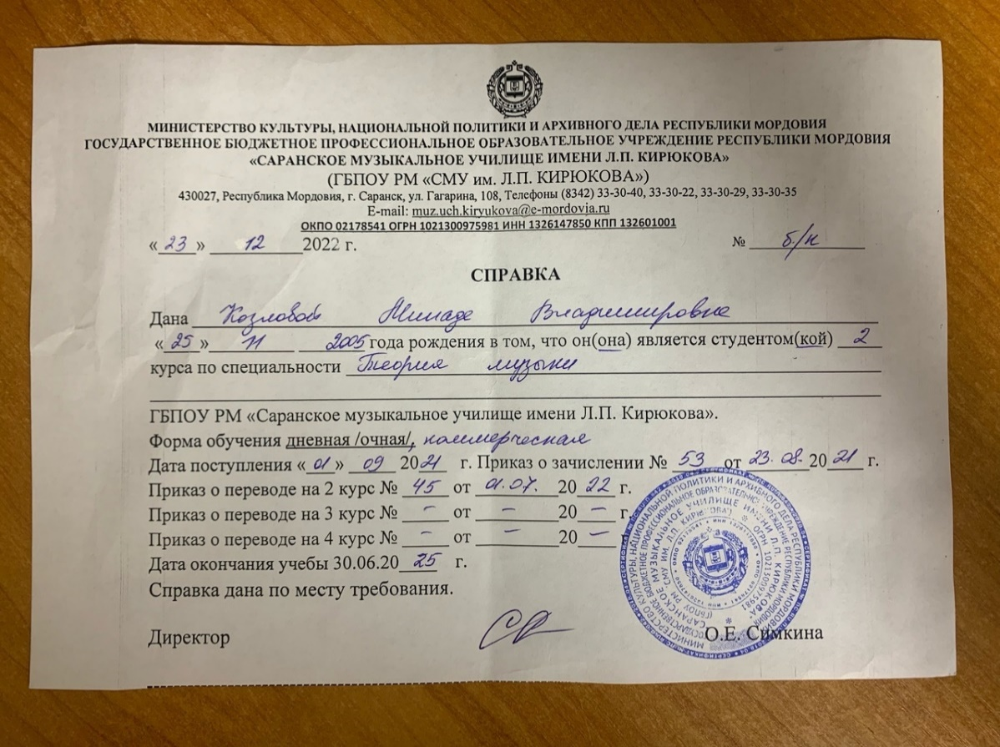 МИНИСТЕРСТВО КУЛЬТУРЫ, НАЦИОНАЛЬНОЙ ПОЛИТИКИ И АРХИВНОГО ДЕЛА РЕСПУБЛИКИ МОРДОВИЯ
ГОСУДАРСТВЕННОЕ БЮДЖЕТНОЕ ПРОФЕССИОНАЛЬНОЕ ОБРАЗОВАТЕЛЬНОЕ УЧРЕЖДЕНИЕ РЕСПУБЛИКИ МОРДОВИЯ
«САРАНСКОЕ МУЗЫКАЛЬНОЕ УЧИЛИЩЕ ИМЕНИ Л.П. КИРЮКОВА»
(ГБПОУ РМ «СМУ им. Л.П. КИРЮКОВА»)
430027, Республика Мордовия, г. Саранск, ул. Гагарина, 108, Телефоны (8342) 33-30-40, 33-30-22, 33-30-29, 33-30-35
E-mail: muz.uch.kiryukova@e-mordovia.ru
ОКПО 02178541 ОГРН 1021300975981 ИНН 1326147850 КПП 132601001
«23» 12 2022 г. № б/н
СПРАВКА
Дана Козловой Владимировне
«25» 11 2005 года рождения в том, что он(она) является студентом(кой) 2
курса по специальности Теория музыки
ГБПОУ РМ «Саранское музыкальное училище имени Л.П. Кирюкова».
Форма обучения дневная /очная/, коммерческая
Дата поступления «01» 09 2021 г. Приказ о зачислении № 53 от 23.08.2021 г.
Приказ о переводе на 2 курс № 45 от 01.07. 2022 г.
Приказ о переводе на 3 курс № – от – 20 – г.
Приказ о переводе на 4 курс № – от – 20 – г.
Дата окончания учебы 30.06.2025 г.
Справка дана по месту требования.
Директор О.Е. Симкина